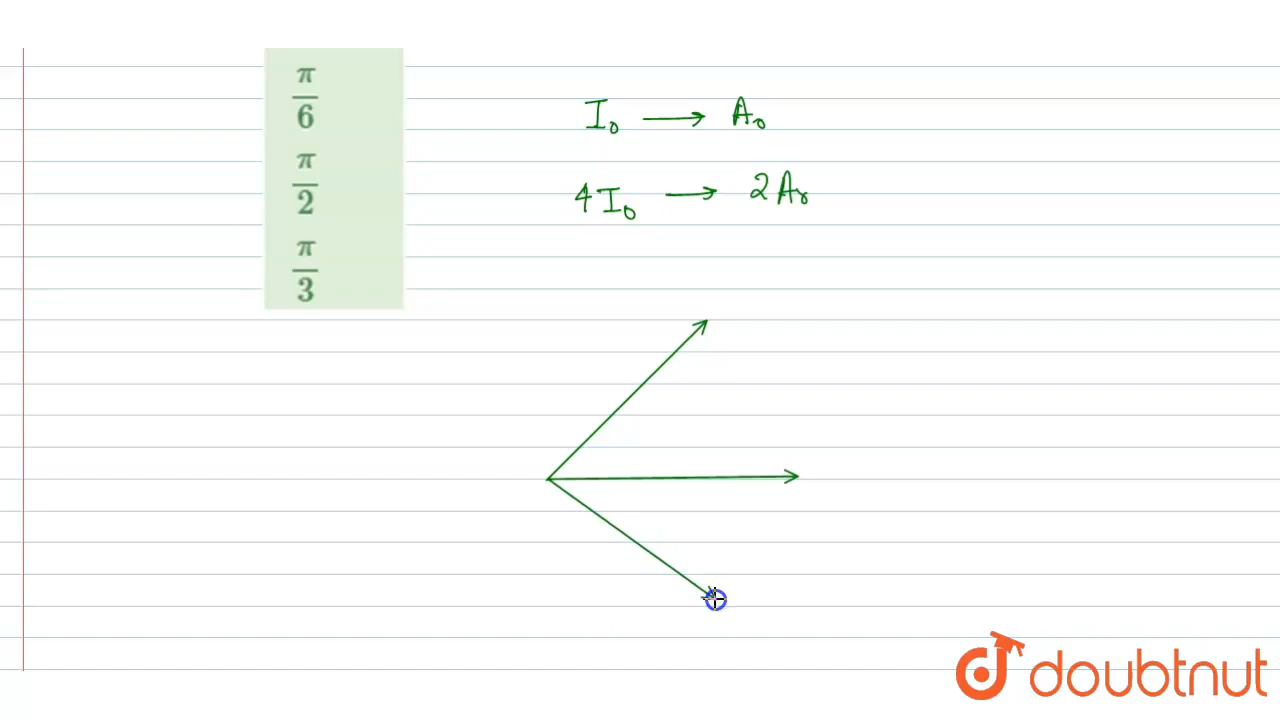 π/6
π/2
π/3
I₀ → A₀
4I₀ → 2A₀
doubtnut